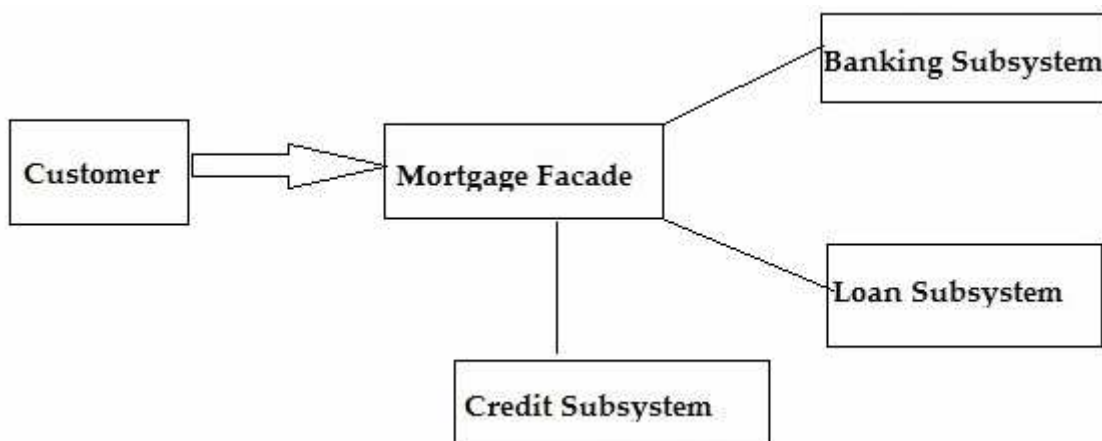 Banking Subsystem
Customer
Mortgage Facade
Loan Subsystem
Credit Subsystem